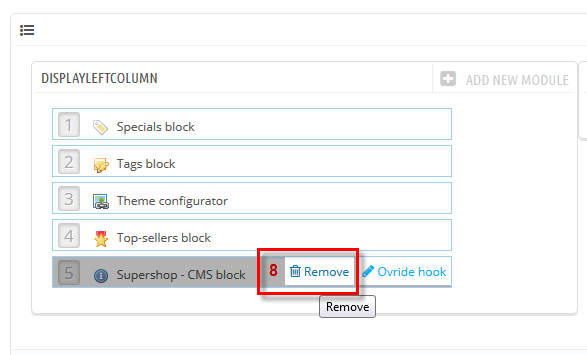 DISPLAYLEFTCOLUMN ADD NEW MODULE
1 Specials block
2 Tags block
3 Theme configurator
4 Top-sellers block
5 Supershop - CMS block 8 Remove Ovride hook
Remove